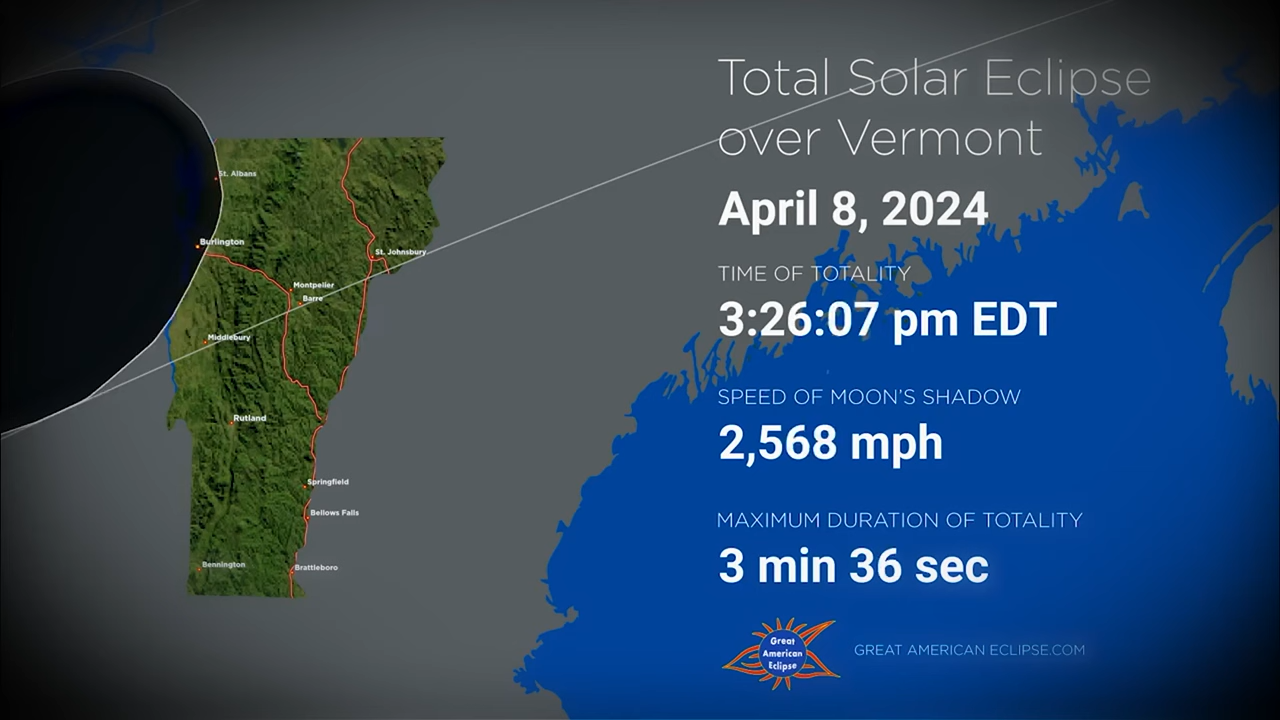 Total Solar Eclipse
over Vermont
April 8, 2024
TIME OF TOTALITY
3:26:07 pm EDT
SPEED OF MOON'S SHADOW
2,568 mph
MAXIMUM DURATION OF TOTALITY
3 min 36 sec
Great
American
Eclipse
GREAT AMERICAN ECLIPSE.COM
St. Albans
Burlington
St. Johnsbury
Montpelier
Barre
Middlebury
Rutland
Springfield
Bellows Falls
Bennington
Brattleboro